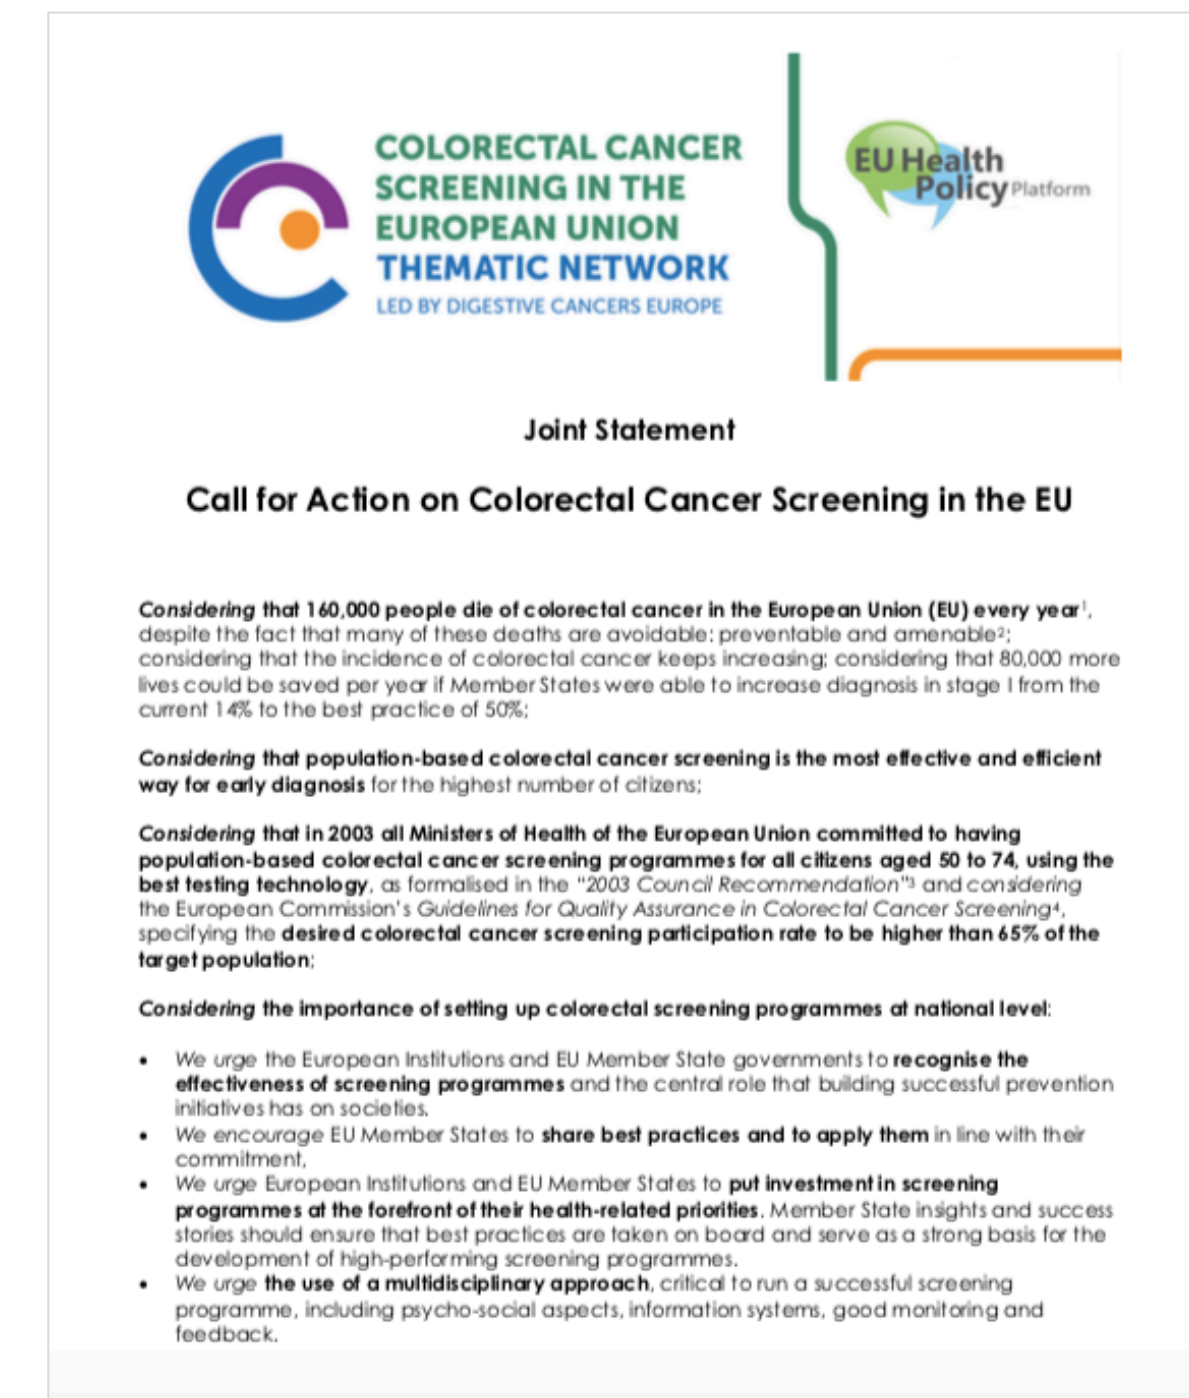 COLORECTAL CANCER
SCREENING IN THE
EUROPEAN UNION
THEMATIC NETWORK
LED BY DIGESTIVE CANCERS EUROPE
EU Health
Policy Platform
Joint Statement
Call for Action on Colorectal Cancer Screening in the EU
Considering that 160,000 people die of colorectal cancer in the European Union (EU) every year¹,
despite the fact that many of these deaths are avoidable: preventable and amenable²;
considering that the incidence of colorectal cancer keeps increasing; considering that 80,000 more
lives could be saved per year if Member States were able to increase diagnosis in stage I from the
current 14% to the best practice of 50%;
Considering that population-based colorectal cancer screening is the most effective and efficient
way for early diagnosis for the highest number of citizens;
Considering that in 2003 all Ministers of Health of the European Union committed to having
population-based colorectal cancer screening programmes for all citizens aged 50 to 74, using the
best testing technology, as formalised in the "2003 Council Recommendation"³ and considering
the European Commission's Guidelines for Quality Assurance in Colorectal Cancer Screening⁴,
specifying the desired colorectal cancer screening participation rate to be higher than 65% of the
target population;
Considering the importance of setting up colorectal screening programmes at national level:
• We urge the European Institutions and EU Member State governments to recognise the
effectiveness of screening programmes and the central role that building successful prevention
initiatives has on societies.
• We encourage EU Member States to share best practices and to apply them in line with their
commitment,
• We urge European Institutions and EU Member States to put investment in screening
programmes at the forefront of their health-related priorities. Member State insights and success
stories should ensure that best practices are taken on board and serve as a strong basis for the
development of high-performing screening programmes.
• We urge the use of a multidisciplinary approach, critical to run a successful screening
programme, including psycho-social aspects, information systems, good monitoring and
feedback.